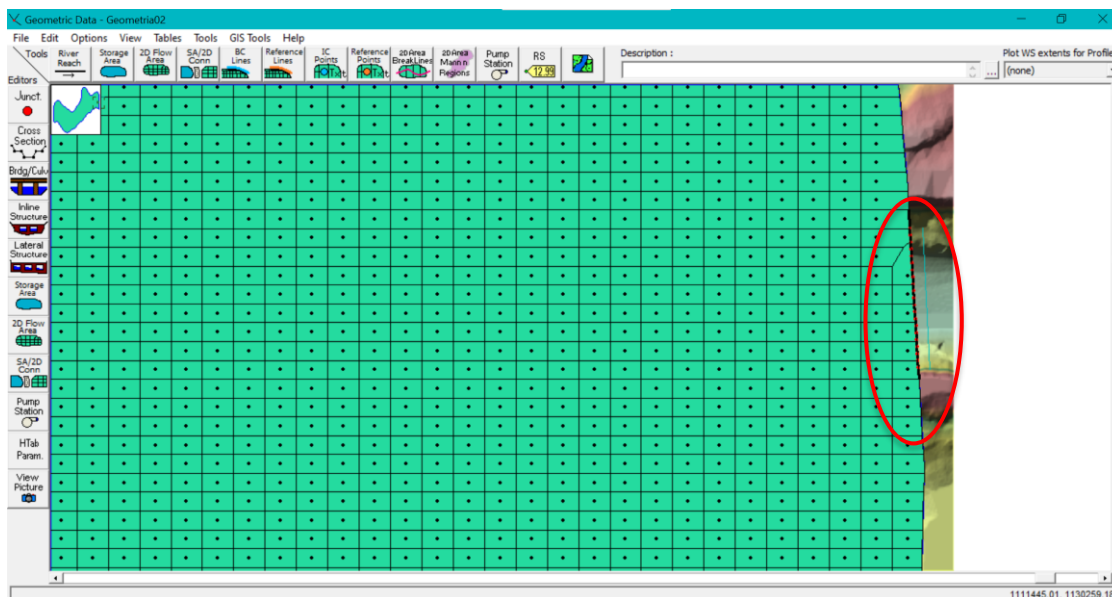 Geometric Data - Geometria02
File Edit Options View Tables Tools GIS Tools Help
Tools
Editors
River
Reach
Storage
Area
2D Flow
Area
SA/2D
Conn
BC
Lines
Reference
Lines
IC
Points
Reference
Points
2D Area
BreakLines
2D Area
Mann n
Regions
Pump
Station
RS
12.99
Description :
...
Plot WS extents for Profile
(none)
Junct.
Cross
Section
Brdg/Culv
Inline
Structure
Lateral
Structure
Storage
Area
2D Flow
Area
SA/2D
Conn
Pump
Station
HTab
Param.
View
Picture
1111445.01, 1130259.18